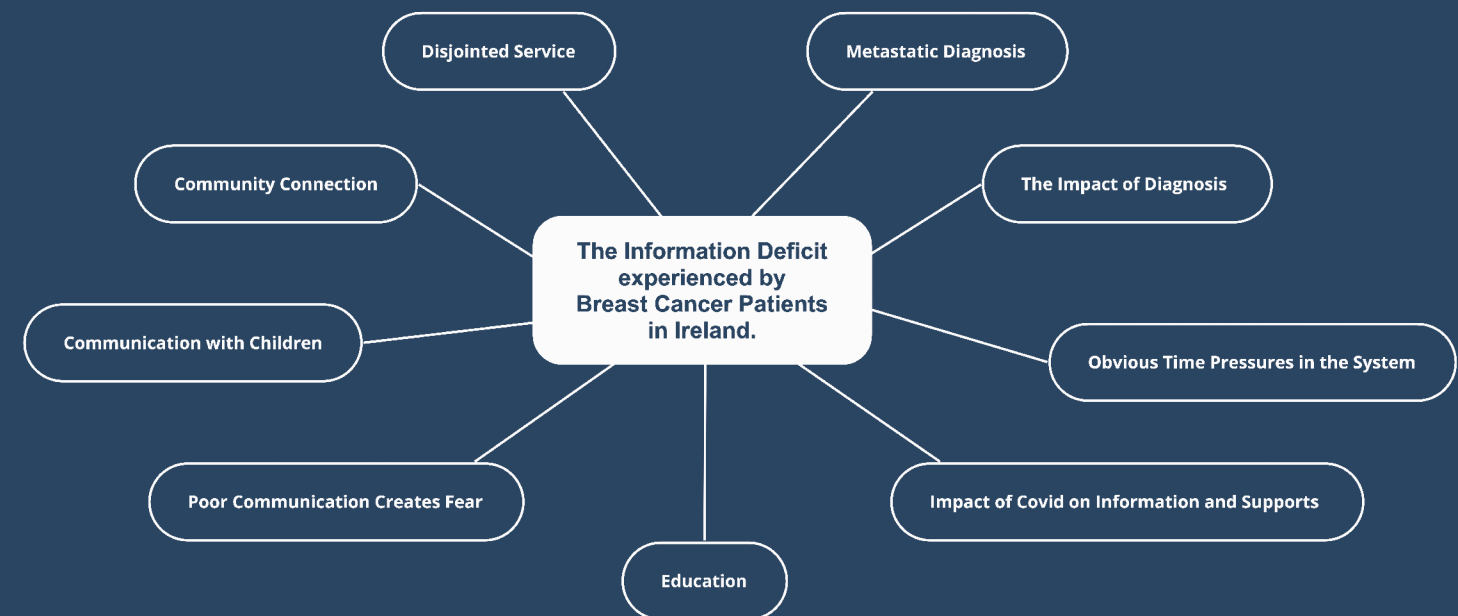 Disjointed Service
Metastatic Diagnosis
Community Connection
The Impact of Diagnosis
The Information Deficit
experienced by
Breast Cancer Patients
in Ireland.
Communication with Children
Obvious Time Pressures in the System
Poor Communication Creates Fear
Impact of Covid on Information and Supports
Education